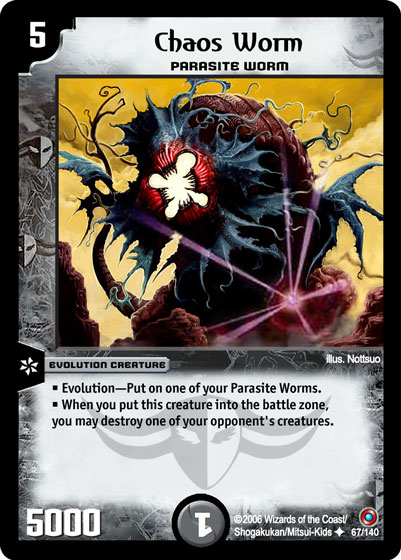 5
Chaos Worm
PARASITE WORM
illus. Nottsuo
EVOLUTION CREATURE
▪ Evolution—Put on one of your Parasite Worms.
▪ When you put this creature into the battle zone,
you may destroy one of your opponent's creatures.
5000
1
©2006 Wizards of the Coast/
Shogakukan/Mitsui-Kids ✦ 67/140